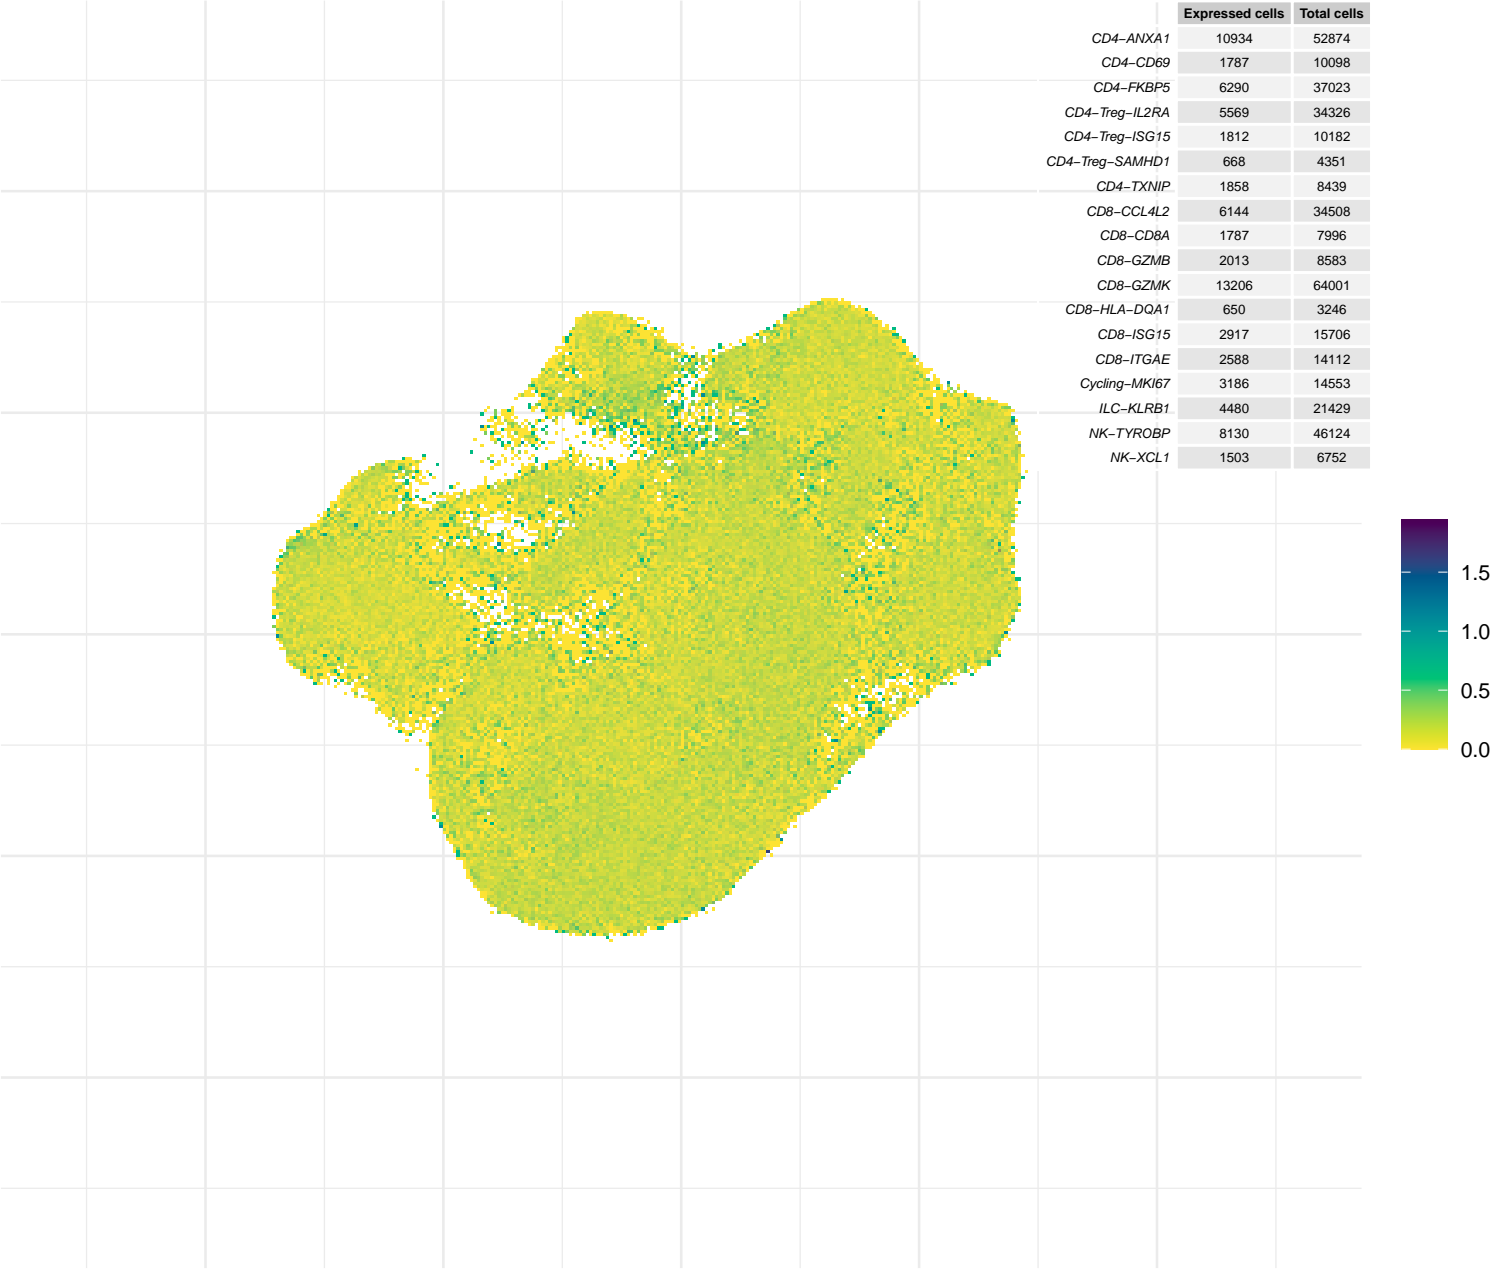 Expressed cells Total cells
CD4−ANXA1 10934 52874
CD4−CD69 1787 10098
CD4−FKBP5 6290 37023
CD4−Treg−IL2RA 5569 34326
CD4−Treg−ISG15 1812 10182
CD4−Treg−SAMHD1 668 4351
CD4−TXNIP 1858 8439
CD8−CCL4L2 6144 34508
CD8−CD8A 1787 7996
CD8−GZMB 2013 8583
CD8−GZMK 13206 64001
CD8−HLA−DQA1 650 3246
CD8−ISG15 2917 15706
CD8−ITGAE 2588 14112
Cycling−MKI67 3186 14553
ILC−KLRB1 4480 21429
NK−TYROBP 8130 46124
NK−XCL1 1503 6752
1.5
1.0
0.5
0.0